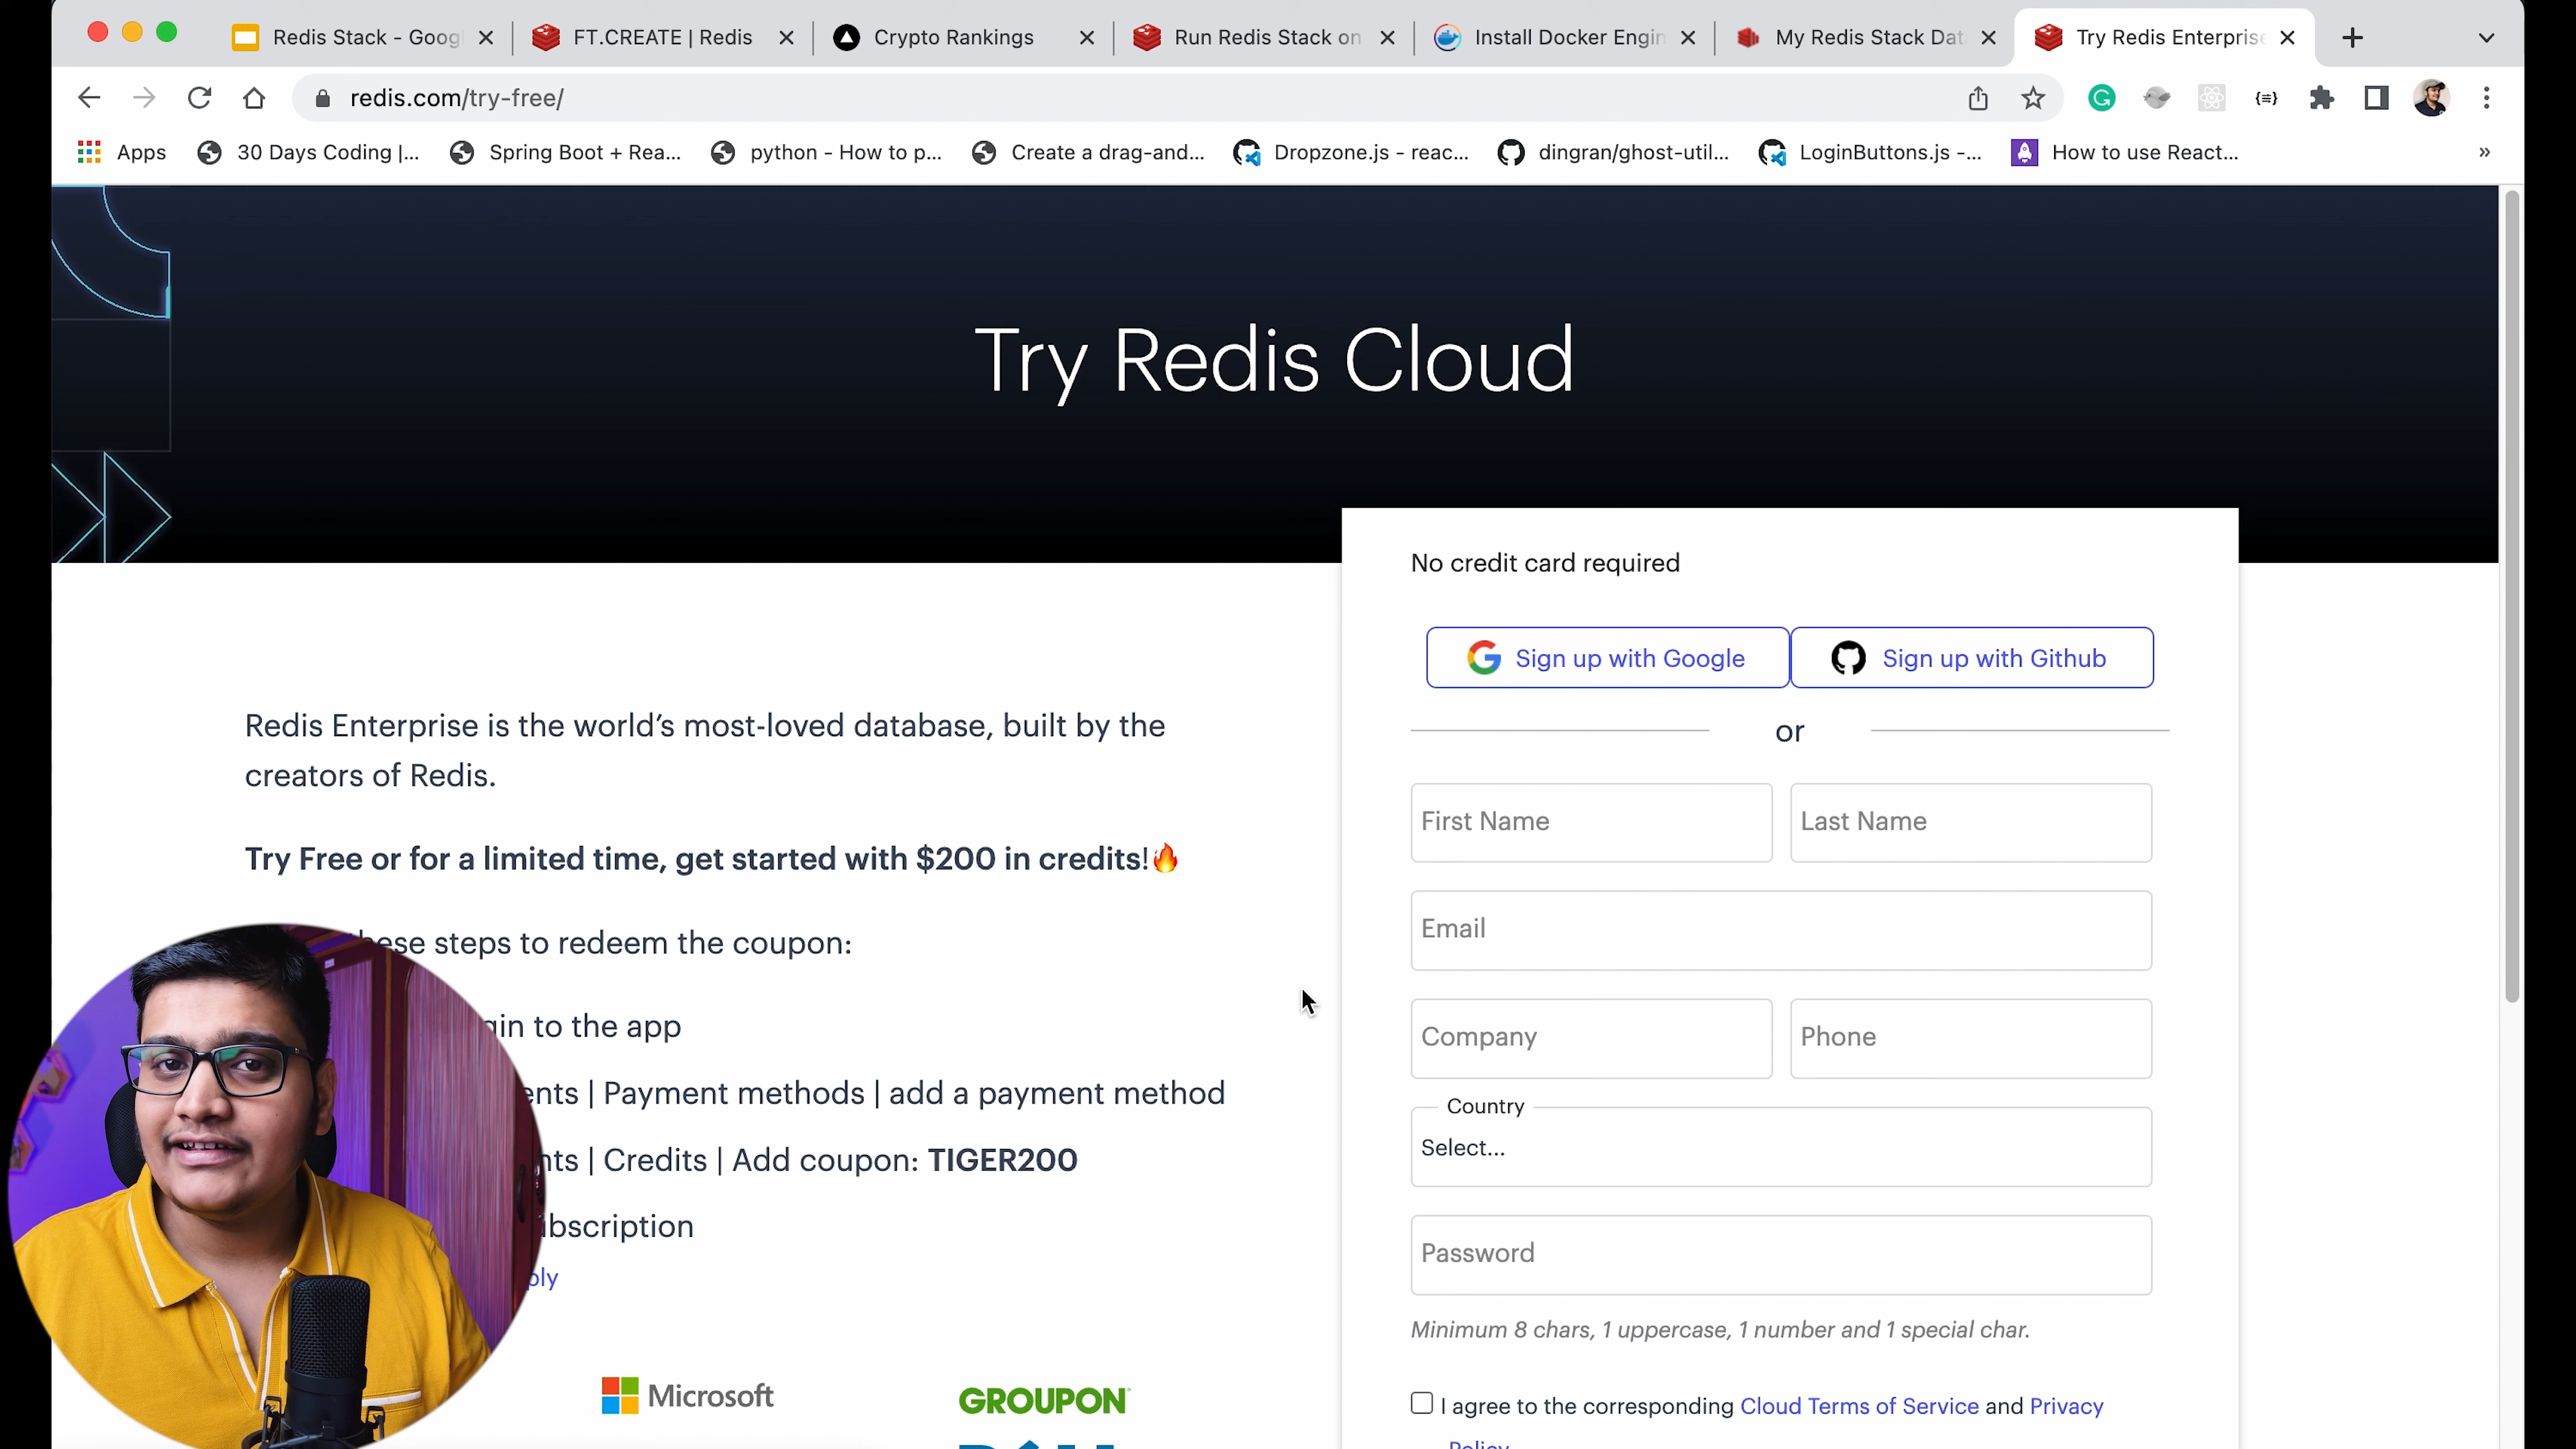 Redis Stack - Goog
FT.CREATE | Redis
Crypto Rankings
Run Redis Stack on
Install Docker Engin
My Redis Stack Dat
Try Redis Enterprise
redis.com/try-free/
Apps
30 Days Coding |...
Spring Boot + Rea...
python - How to p...
Create a drag-and...
Dropzone.js - reac...
dingran/ghost-util...
LoginButtons.js -...
How to use React...
»
Try Redis Cloud
Redis Enterprise is the world’s most-loved database, built by the
creators of Redis.
Try Free or for a limited time, get started with $200 in credits!🔥
these steps to redeem the coupon:
to the app
| Payment methods | add a payment method
| Credits | Add coupon: TIGER200
Microsoft
GROUPON
No credit card required
Sign up with Google
Sign up with Github
or
First Name
Last Name
Email
Company
Phone
Country
Select...
Password
Minimum 8 chars, 1 uppercase, 1 number and 1 special char.
I agree to the corresponding Cloud Terms of Service and Privacy
Policy